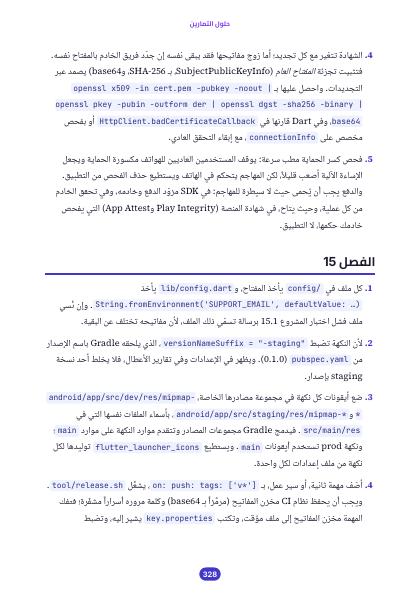 حلول التمارين
4. الشهادة تتغير مع كل تجديد؛ أما زوج مفاتيحها فقد يبقى نفسه إن جدّد فريق الخادم بالمفتاح نفسه.
فتثبيت تجزئة المفتاح العام (SubjectPublicKeyInfo، بـ SHA-256، وbase64) يصمد عبر
التجديدات. واحصل عليها بـ openssl x509 -in cert.pem -pubkey -noout |
openssl pkey -pubin -outform der | openssl dgst -sha256 -binary |
base64، وفي Dart قارنها في HttpClient.badCertificateCallback أو بفحص
مخصص على connectionInfo، مع إبقاء التحقق العادي.
5. فحص كسر الحماية مطب سرعة: يوقف المستخدمين العاديين للهواتف مكسورة الحماية ويجعل
الإساءة الآلية أصعب قليلاً، لكن المهاجم يتحكم في الهاتف ويستطيع حذف الفحص من التطبيق.
والدفع يجب أن يُحمى حيث لا سيطرة للمهاجم: في SDK مزوّد الدفع وخادمه، وفي تحقق الخادم
من كل عملية، وحيث يتاح، في شهادة المنصة (Play Integrity وApp Attest) التي يفحص
خادمك حكمها، لا التطبيق.
الفصل 15
1. كل ملف في config/ يأخذ المفتاح، و lib/config.dart يأخذ
String.fromEnvironment('SUPPORT_EMAIL', defaultValue: …). وإن نُسي
ملف فشل اختبار المشروع 15.1 برسالة تسمّي ذلك الملف، لأن مفاتيحه تختلف عن البقية.
2. لأن النكهة تضبط versionNameSuffix = "-staging"، الذي يلحقه Gradle باسم الإصدار
من pubspec.yaml (0.1.0). ويظهر في الإعدادات وفي تقارير الأعطال، فلا يخلط أحد نسخة
staging بإصدار.
3. ضع أيقونات كل نكهة في مجموعة مصادرها الخاصة، android/app/src/dev/res/mipmap-
* و android/app/src/staging/res/mipmap-*، بأسماء الملفات نفسها التي في
src/main/res. فيدمج Gradle مجموعات المصادر وتتقدم موارد النكهة على موارد main؛
ونكهة prod تستخدم أيقونات main. ويستطيع flutter_launcher_icons توليدها لكل
نكهة من ملف إعدادات لكل واحدة.
4. أضف مهمة ثانية، أو سير عمل، بـ on: push: tags: ['v*']، يشغّل tool/release.sh.
ويجب أن يحفظ نظام CI مخزن المفاتيح (مرمّزاً بـ base64) وكلمة مروره أسراراً مشفّرة؛ فتفك
المهمة مخزن المفاتيح إلى ملف مؤقت، وتكتب key.properties يشير إليه، وتضبط
328